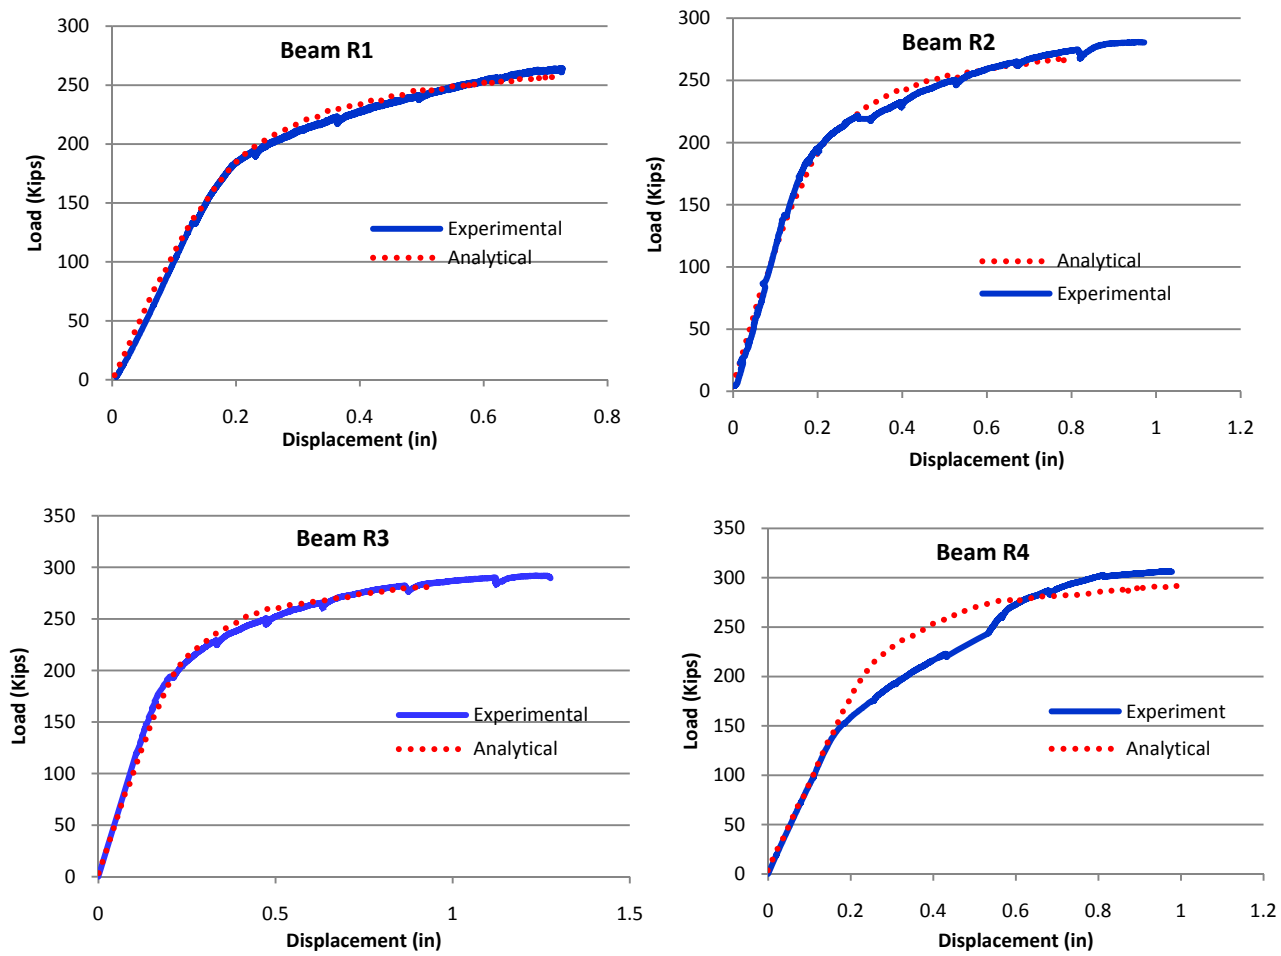 Beam R1
Load (Kips)
300
250
200
150
100
50
0
Experimental
Analytical
0 0.2 0.4 0.6 0.8
Displacement (in)
Beam R2
Load (Kips)
300
250
200
150
100
50
0
Analytical
Experimental
0 0.2 0.4 0.6 0.8 1 1.2
Displacement (in)
Beam R3
Load (Kips)
350
300
250
200
150
100
50
0
Experimental
Analytical
0 0.5 1 1.5
Displacement (in)
Beam R4
Load (Kips)
350
300
250
200
150
100
50
0
Experiment
Analytical
0 0.2 0.4 0.6 0.8 1 1.2
Displacement (in)